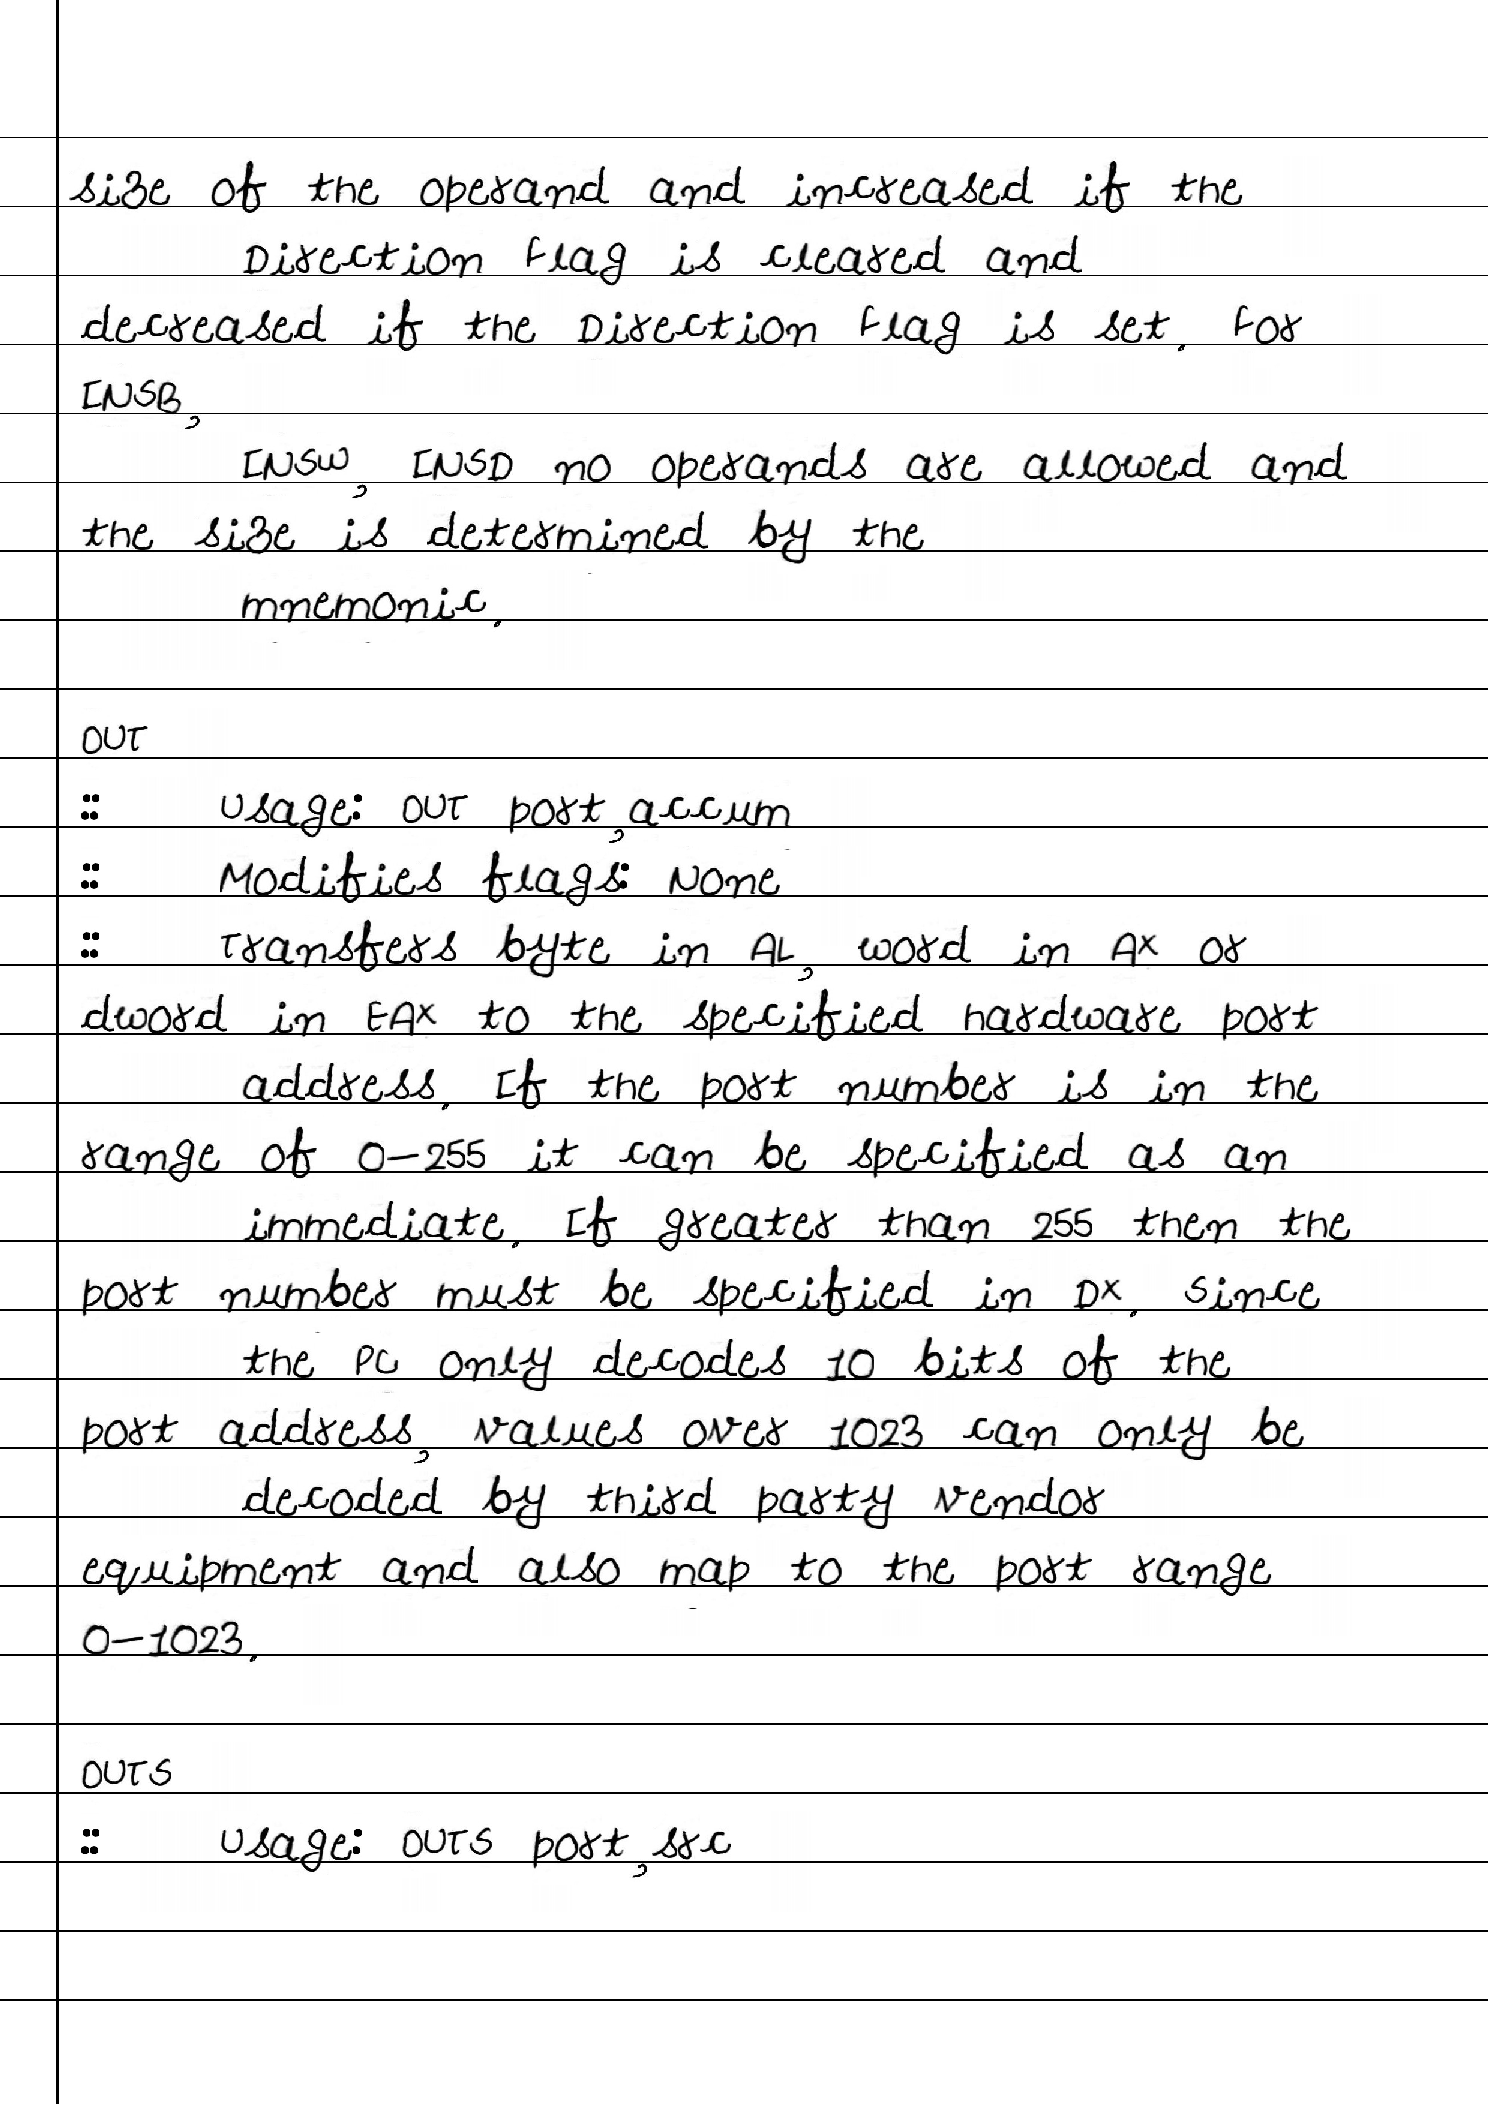 size of the operand and increased if the
Direction Flag is cleared and
decreased if the Direction Flag is set. For
INSB,
INSW, INSD no operands are allowed and
the size is determined by the
mnemonic.
OUT
:: Usage: OUT port,accum
:: Modifies flags: None
:: Transfers byte in AL, word in AX or
dword in EAX to the specified hardware port
address. If the port number is in the
range of 0-255 it can be specified as an
immediate. If greater than 255 then the
port number must be specified in DX. Since
the PC only decodes 10 bits of the
port address, values over 1023 can only be
decoded by third party vendor
equipment and also map to the port range
0-1023.
OUTS
:: Usage: OUTS port,src